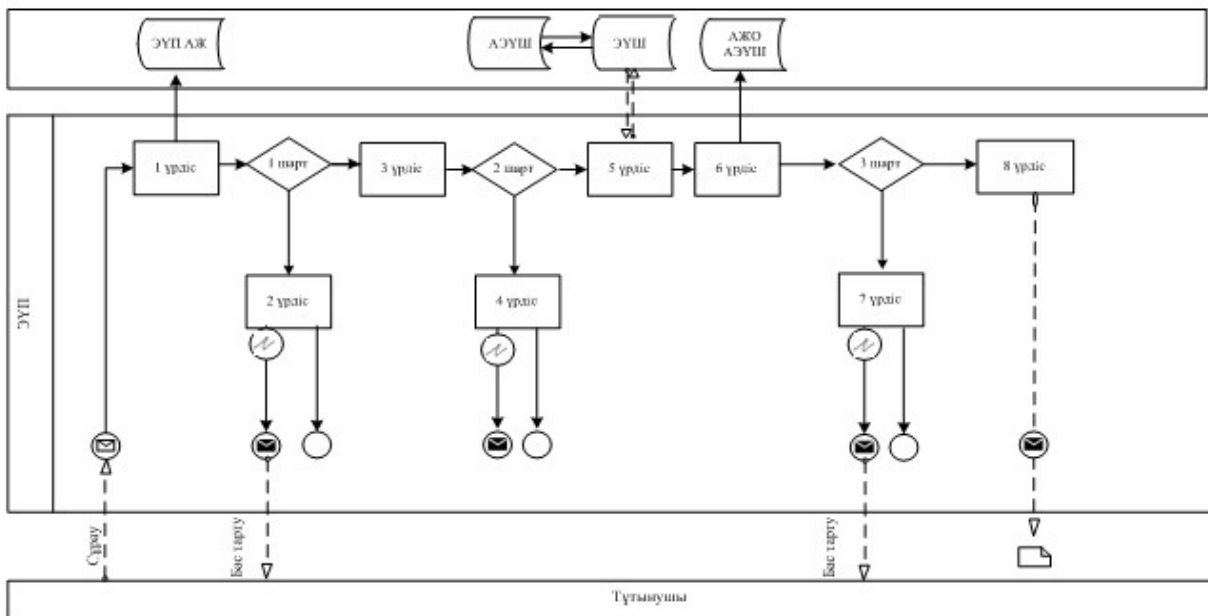 ЭҮП АЖ
АЭҮШ
ЭҮШ
АЖО
АЭҮШ
1 үрдіс
1 шарт
3 үрдіс
2 шарт
5 үрдіс
6 үрдіс
3 шарт
8 үрдіс
2 үрдіс
4 үрдіс
7 үрдіс
ЭҮП
Сұрау
Бас тарту
Бас тарту
Тұтынушы